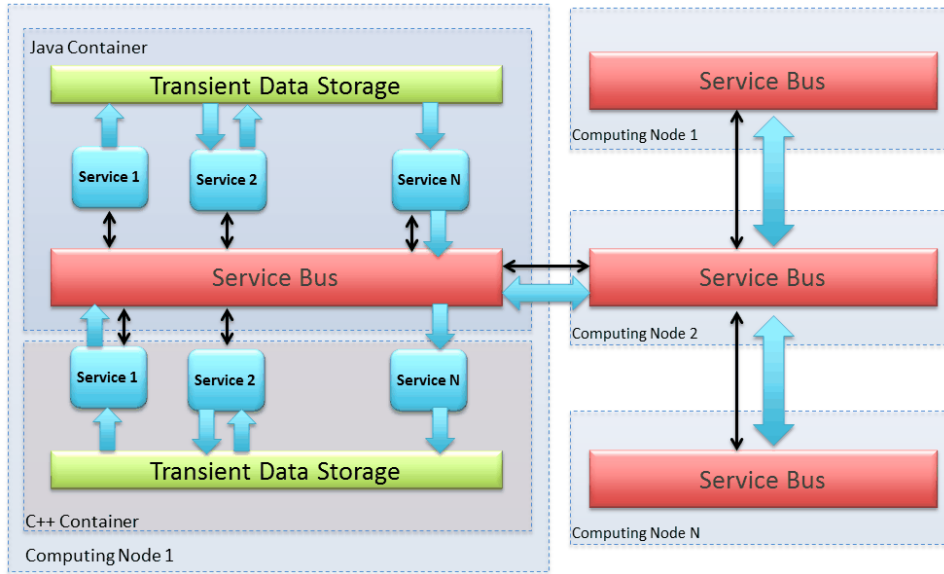 Java Container
Transient Data Storage
Service 1
Service 2
Service N
Service Bus
Service 1
Service 2
Service N
Transient Data Storage
C++ Container
Computing Node 1
Service Bus
Computing Node 1
Service Bus
Computing Node 2
Service Bus
Computing Node N